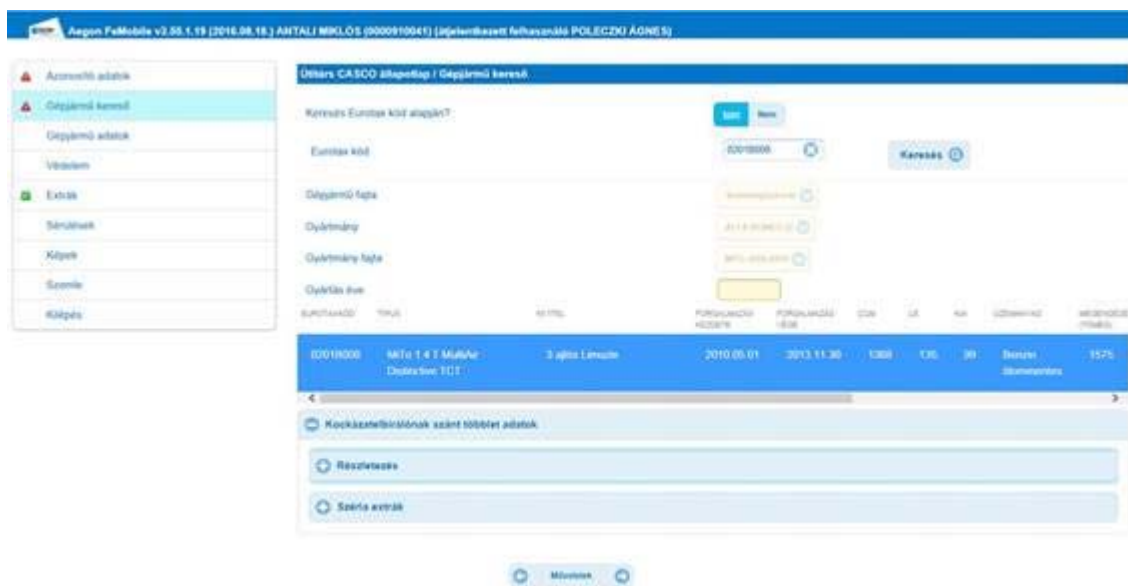 Aegon FeMobile v2.55.1.19 (2016.08.18.) ANTALI MIKLÓS (0000910041) (átjelentkezett felhasználó POLECZKI ÁGNES)
Azonosító adatok
Gépjármű kereső
Gépjármű adatok
Védelem
Extrák
Sérülések
Képek
Szemle
Kilépés
Útitárs CASCO állapotlap / Gépjármű kereső
Keresés Eurotax kód alapján?
Igen Nem
Eurotax kód
02018006
Keresés
Gépjármű fajta
Gyártmány
Gyártmány fajta
Gyártás éve
EUROTAXKÓD TÍPUS KIVITEL FORGALMAZÁS KEZDETE FORGALMAZÁS VÉGE CCM LE KW ÜZEMANYAG
MiTo 1.4 T MultiAir Distinctive TCT 3 ajtós Limuzin 2010.05.01 2013.11.30 1368 135 99 Benzin ólommentes 1575
Kockázatelbírálónak szánt többlet adatok
Részletezés
Széria extrák
Műveletek